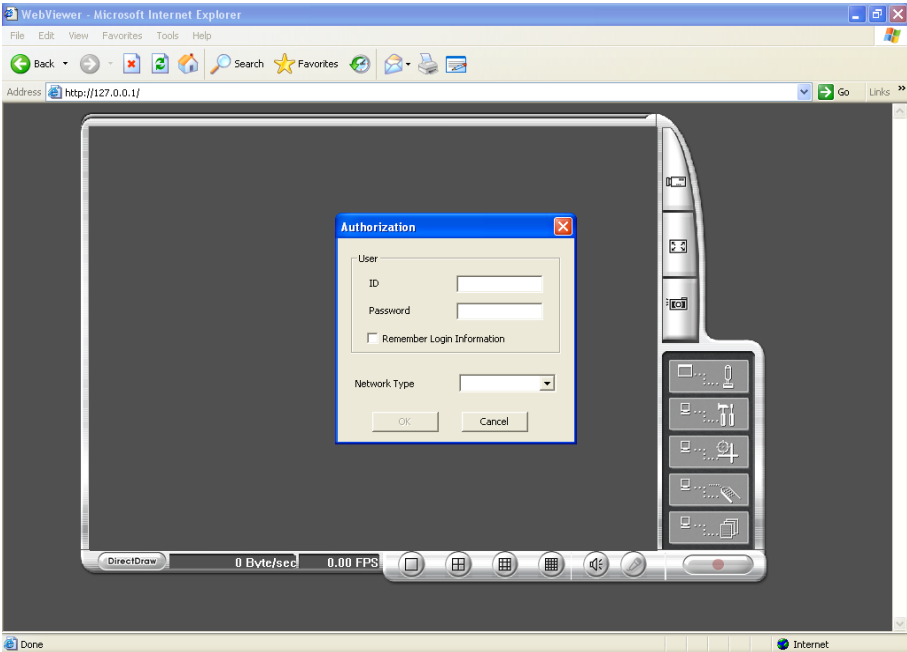 WebViewer - Microsoft Internet Explorer
File Edit View Favorites Tools Help
Back Search Favorites
Address http://127.0.0.1/ Go Links »
Authorization
User
ID
Password
Remember Login Information
Network Type
OK Cancel
DirectDraw 0 Byte/sec 0.00 FPS
Done Internet